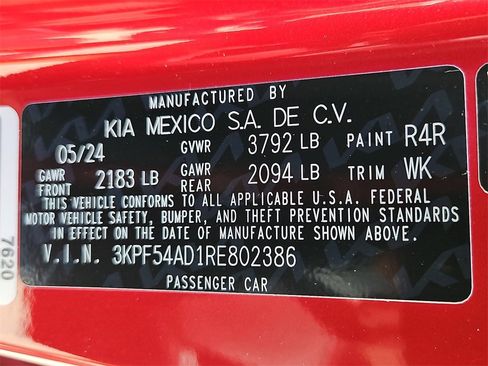 MANUFACTURED BY
KIA MEXICO S.A. DE C.V.
05/24 GVWR 3792 LB PAINT R4R
GAWR FRONT 2183 LB GAWR REAR 2094 LB TRIM WK
THIS VEHICLE CONFORMS TO ALL APPLICABLE U.S.A. FEDERAL
MOTOR VEHICLE SAFETY, BUMPER, AND THEFT PREVENTION STANDARDS
IN EFFECT ON THE DATE OF MANUFACTURE SHOWN ABOVE.
V.I.N. 3KPF54AD1RE802386
PASSENGER CAR
7620